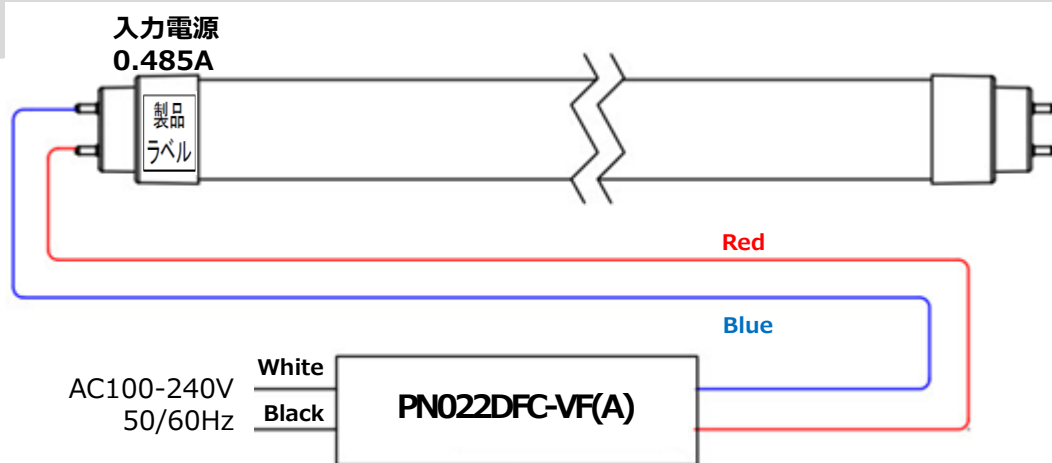 入力電源
0.485A
製品
ラベル
Red
Blue
White
AC100-240V
50/60Hz
Black
PN022DFC-VF(A)